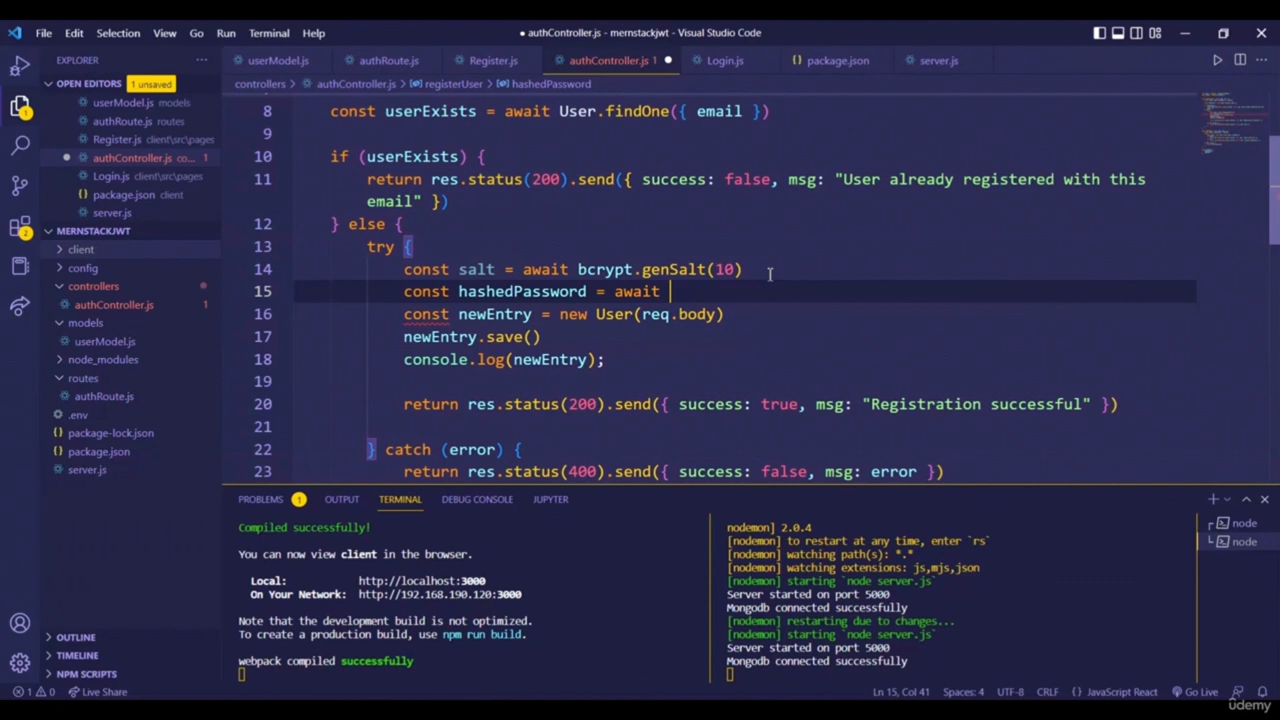 File Edit Selection View Go Run Terminal Help
● authController.js - mernstackjwt - Visual Studio Code
EXPLORER
OPEN EDITORS 1 unsaved
userModel.js models
authRoute.js routes
Register.js client\src\pages
authController.js co... 1
Login.js client\src\pages
package.json client
server.js
MERNSTACKJWT
client
config
controllers
authController.js 1
models
userModel.js
node_modules
routes
authRoute.js
.env
package-lock.json
package.json
server.js
OUTLINE
TIMELINE
NPM SCRIPTS
userModel.js authRoute.js Register.js authController.js 1 Login.js package.json server.js
controllers > authController.js > registerUser > hashedPassword
8 const userExists = await User.findOne({ email })
9
10 if (userExists) {
11 return res.status(200).send({ success: false, msg: "User already registered with this
email" })
12 } else {
13 try {
14 const salt = await bcrypt.genSalt(10)
15 const hashedPassword = await
16 const newEntry = new User(req.body)
17 newEntry.save()
18 console.log(newEntry);
19
20 return res.status(200).send({ success: true, msg: "Registration successful" })
21
22 } catch (error) {
23 return res.status(400).send({ success: false, msg: error })
PROBLEMS 1 OUTPUT TERMINAL DEBUG CONSOLE JUPYTER
Compiled successfully!
You can now view client in the browser.
Local: http://localhost:3000
On Your Network: http://192.168.190.120:3000
Note that the development build is not optimized.
To create a production build, use npm run build.
webpack compiled successfully
nodemon] 2.0.4
[nodemon] to restart at any time, enter `rs`
[nodemon] watching path(s): *.*
[nodemon] watching extensions: js,mjs,json
[nodemon] starting `node server.js`
Server started on port 5000
Mongodb connected successfully
[nodemon] restarting due to changes...
[nodemon] starting `node server.js`
Server started on port 5000
Mongodb connected successfully
node
node
1 0 Live Share
Ln 15, Col 41 Spaces: 4 UTF-8 CRLF {} JavaScript React Go Live
udemy